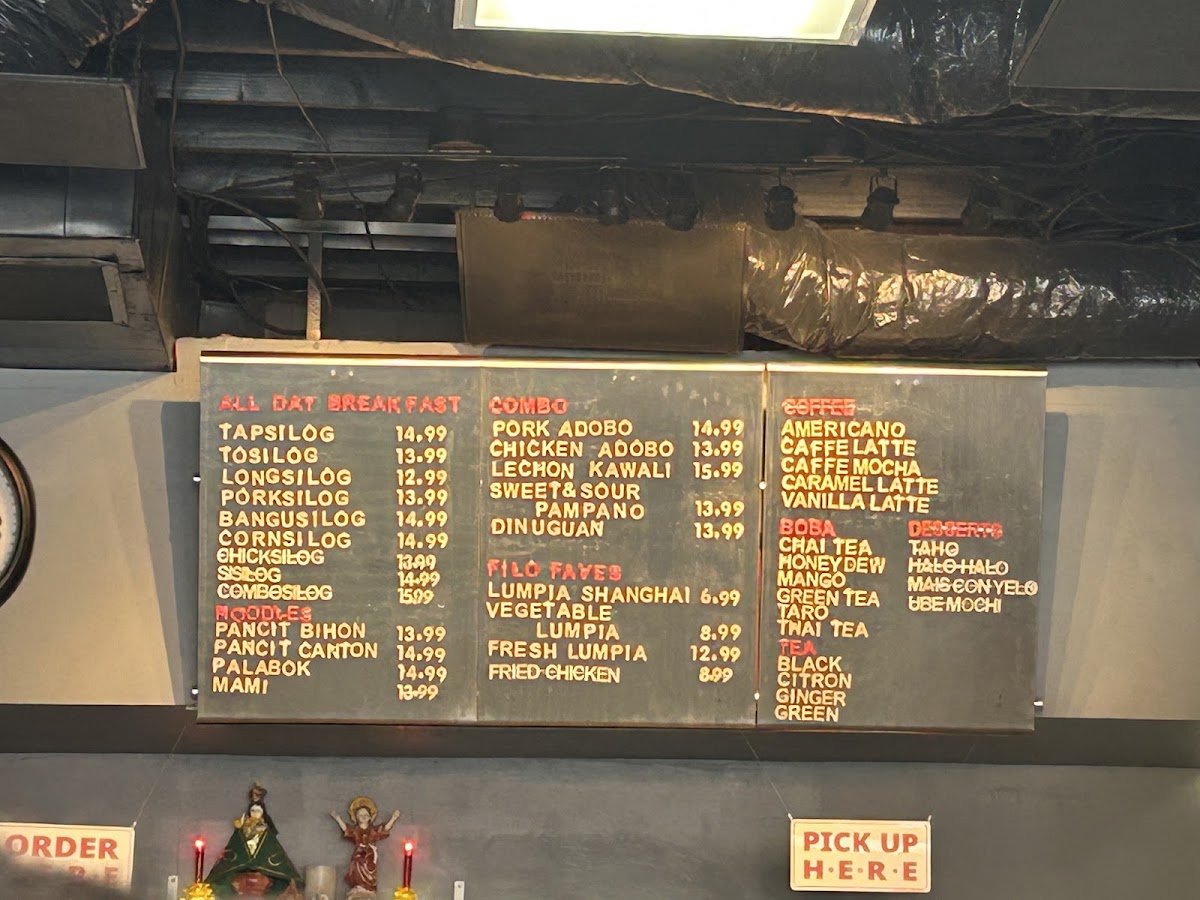 ALL DAY BREAKFAST
TAPSILOG 14.99
TOSILOG 13.99
LONGSILOG 12.99
PORKSILOG 13.99
BANGUSILOG 14.99
CORNSILOG 14.99
CHICKSILOG 13.99
SISILOG 14.99
COMBOSILOG 15.99
NOODLES
PANCIT BIHON 13.99
PANCIT CANTON 14.99
PALABOK 14.99
MAMI 13.99
COMBO
PORK ADOBO 14.99
CHICKEN ADOBO 13.99
LECHON KAWALI 15.99
SWEET&SOUR
PAMPANO 13.99
DINUGUAN 13.99
FILO FAVES
LUMPIA SHANGHAI 6.99
VEGETABLE
LUMPIA 8.99
FRESH LUMPIA 12.99
FRIED CHICKEN 8.99
COFFEE
AMERICANO
CAFFE LATTE
CAFFE MOCHA
CARAMEL LATTE
VANILLA LATTE
BOBA
CHAI TEA
HONEYDEW
MANGO
GREEN TEA
TARO
THAI TEA
TEA
BLACK
CITRON
GINGER
GREEN
DESSERTS
TAHO
HALO HALO
MAIS CON YELO
UBE MOCHI
ORDER
PICK UP
H·E·R·E